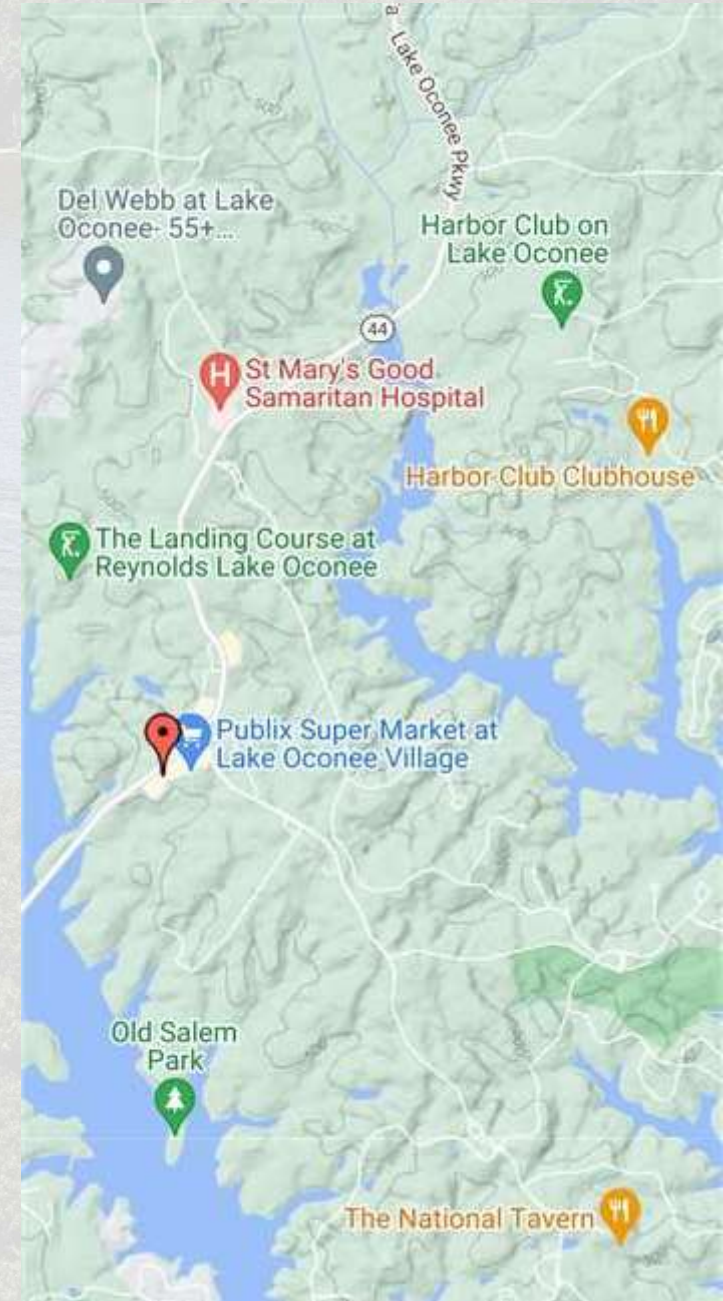 a
Lake Oconee Pkwy
500
Del Webb at Lake
Oconee- 55+...
Harbor Club on
Lake Oconee
44
H
St Mary's Good
Samaritan Hospital
Harbor Club Clubhouse
500
The Landing Course at
Reynolds Lake Oconee
Publix Super Market at
Lake Oconee Village
Old Salem
Park
The National Tavern